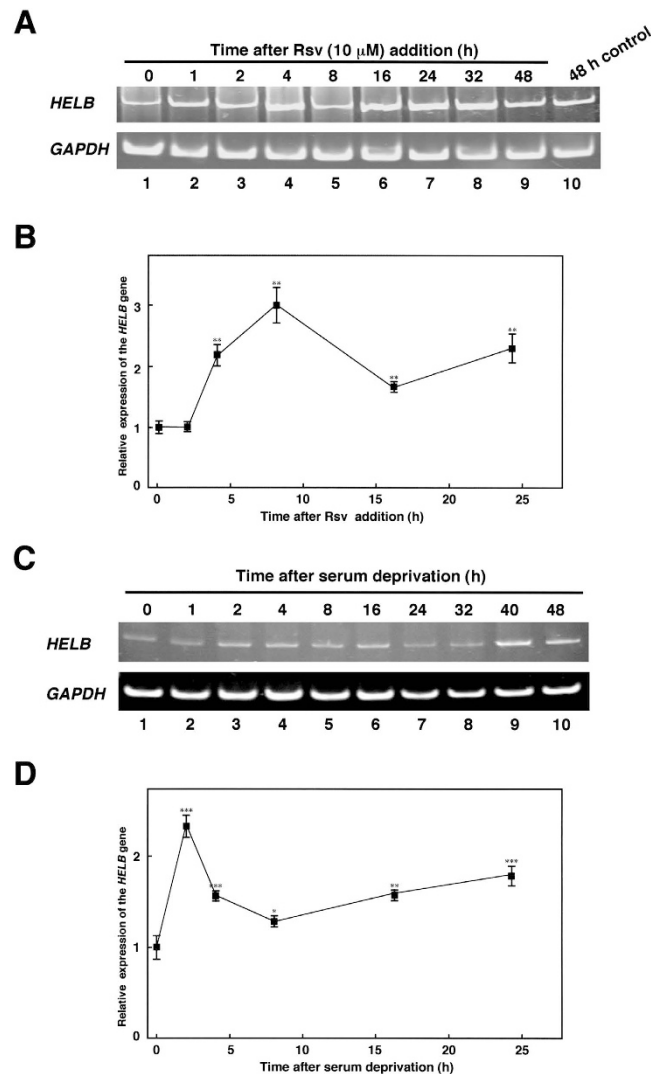 A
Time after Rsv (10 μM) addition (h)
0 1 2 4 8 16 24 32 48 48 h control
HELB
GAPDH
1 2 3 4 5 6 7 8 9 10
B
Relative expression of the HELB gene
3
2
1
0
** ** ** **
0 5 10 15 20 25
Time after Rsv addition (h)
C
Time after serum deprivation (h)
0 1 2 4 8 16 24 32 40 48
HELB
GAPDH
1 2 3 4 5 6 7 8 9 10
D
Relative expression of the HELB gene
2
1
0
*** *** * ** ***
0 5 10 15 20 25
Time after serum deprivation (h)